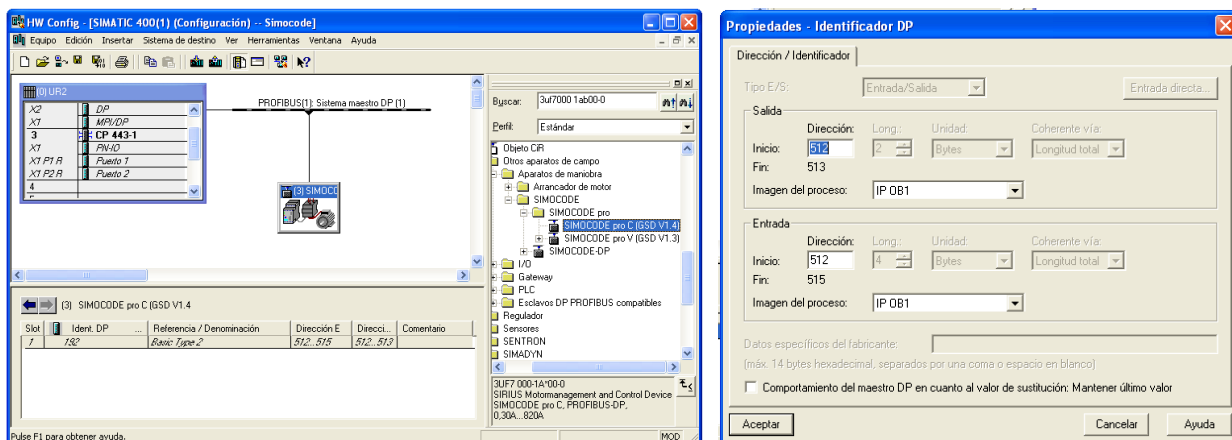 HW Config - [SIMATIC 400(1) (Configuración) -- Simocode]
Equipo Edición Insertar Sistema de destino Ver Herramientas Ventana Ayuda
(0) UR2
X2 DP
X1 MPI/DP
3 CP 443-1
X1 PN-IO
X1 P1 R Puerto 1
X1 P2 R Puerto 2
4
PROFIBUS(1): Sistema maestro DP (1)
(3) SIMOC
Buscar: 3uf7000 1ab00-0
Perfil: Estándar
Objeto CiR
Otros aparatos de campo
Aparatos de maniobra
Arrancador de motor
SIMOCODE
SIMOCODE pro
SIMOCODE pro C (GSD V1.4)
SIMOCODE pro V (GSD V1.3)
SIMOCODE-DP
I/O
Gateway
PLC
Esclavos DP PROFIBUS compatibles
Regulador
Sensores
SENTRON
SIMADYN
3UF7 000-1A*00-0
SIRIUS Motormanagement and Control Device
SIMOCODE pro C, PROFIBUS-DP,
0,30A...820A
(3) SIMOCODE pro C (GSD V1.4
Slot Ident. DP ... Referencia / Denominación Dirección E Direcci... Comentario
1 192 Basic Type 2 512...515 512...513
Pulse F1 para obtener ayuda. MOD
Propiedades - Identificador DP
Dirección / Identificador
Tipo E/S: Entrada/Salida Entrada directa...
Salida
Dirección: Long.: Unidad: Coherente vía:
Inicio: 512 2 Bytes Longitud total
Fin: 513
Imagen del proceso: IP OB1
Entrada
Dirección: Long.: Unidad: Coherente vía:
Inicio: 512 4 Bytes Longitud total
Fin: 515
Imagen del proceso: IP OB1
Datos específicos del fabricante:
(máx. 14 bytes hexadecimal, separados por una coma o espacio en blanco)
Comportamiento del maestro DP en cuanto al valor de sustitución: Mantener último valor
Aceptar Cancelar Ayuda